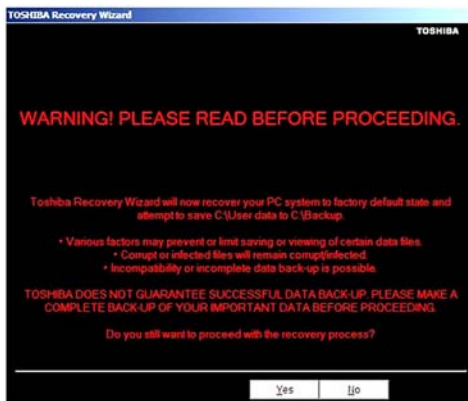 TOSHIBA Recovery Wizard
TOSHIBA
WARNING! PLEASE READ BEFORE PROCEEDING.
Toshiba Recovery Wizard will now recover your PC system to factory default state and
attempt to save C:\User data to C:\Backup.
• Various factors may prevent or limit saving or viewing of certain data files.
• Corrupt or infected files will remain corrupt/infected.
• Incompatibility or incomplete data back-up is possible.
TOSHIBA DOES NOT GUARANTEE SUCCESSFUL DATA BACK-UP. PLEASE MAKE A
COMPLETE BACK-UP OF YOUR IMPORTANT DATA BEFORE PROCEEDING.
Do you still want to proceed with the recovery process?
Yes No